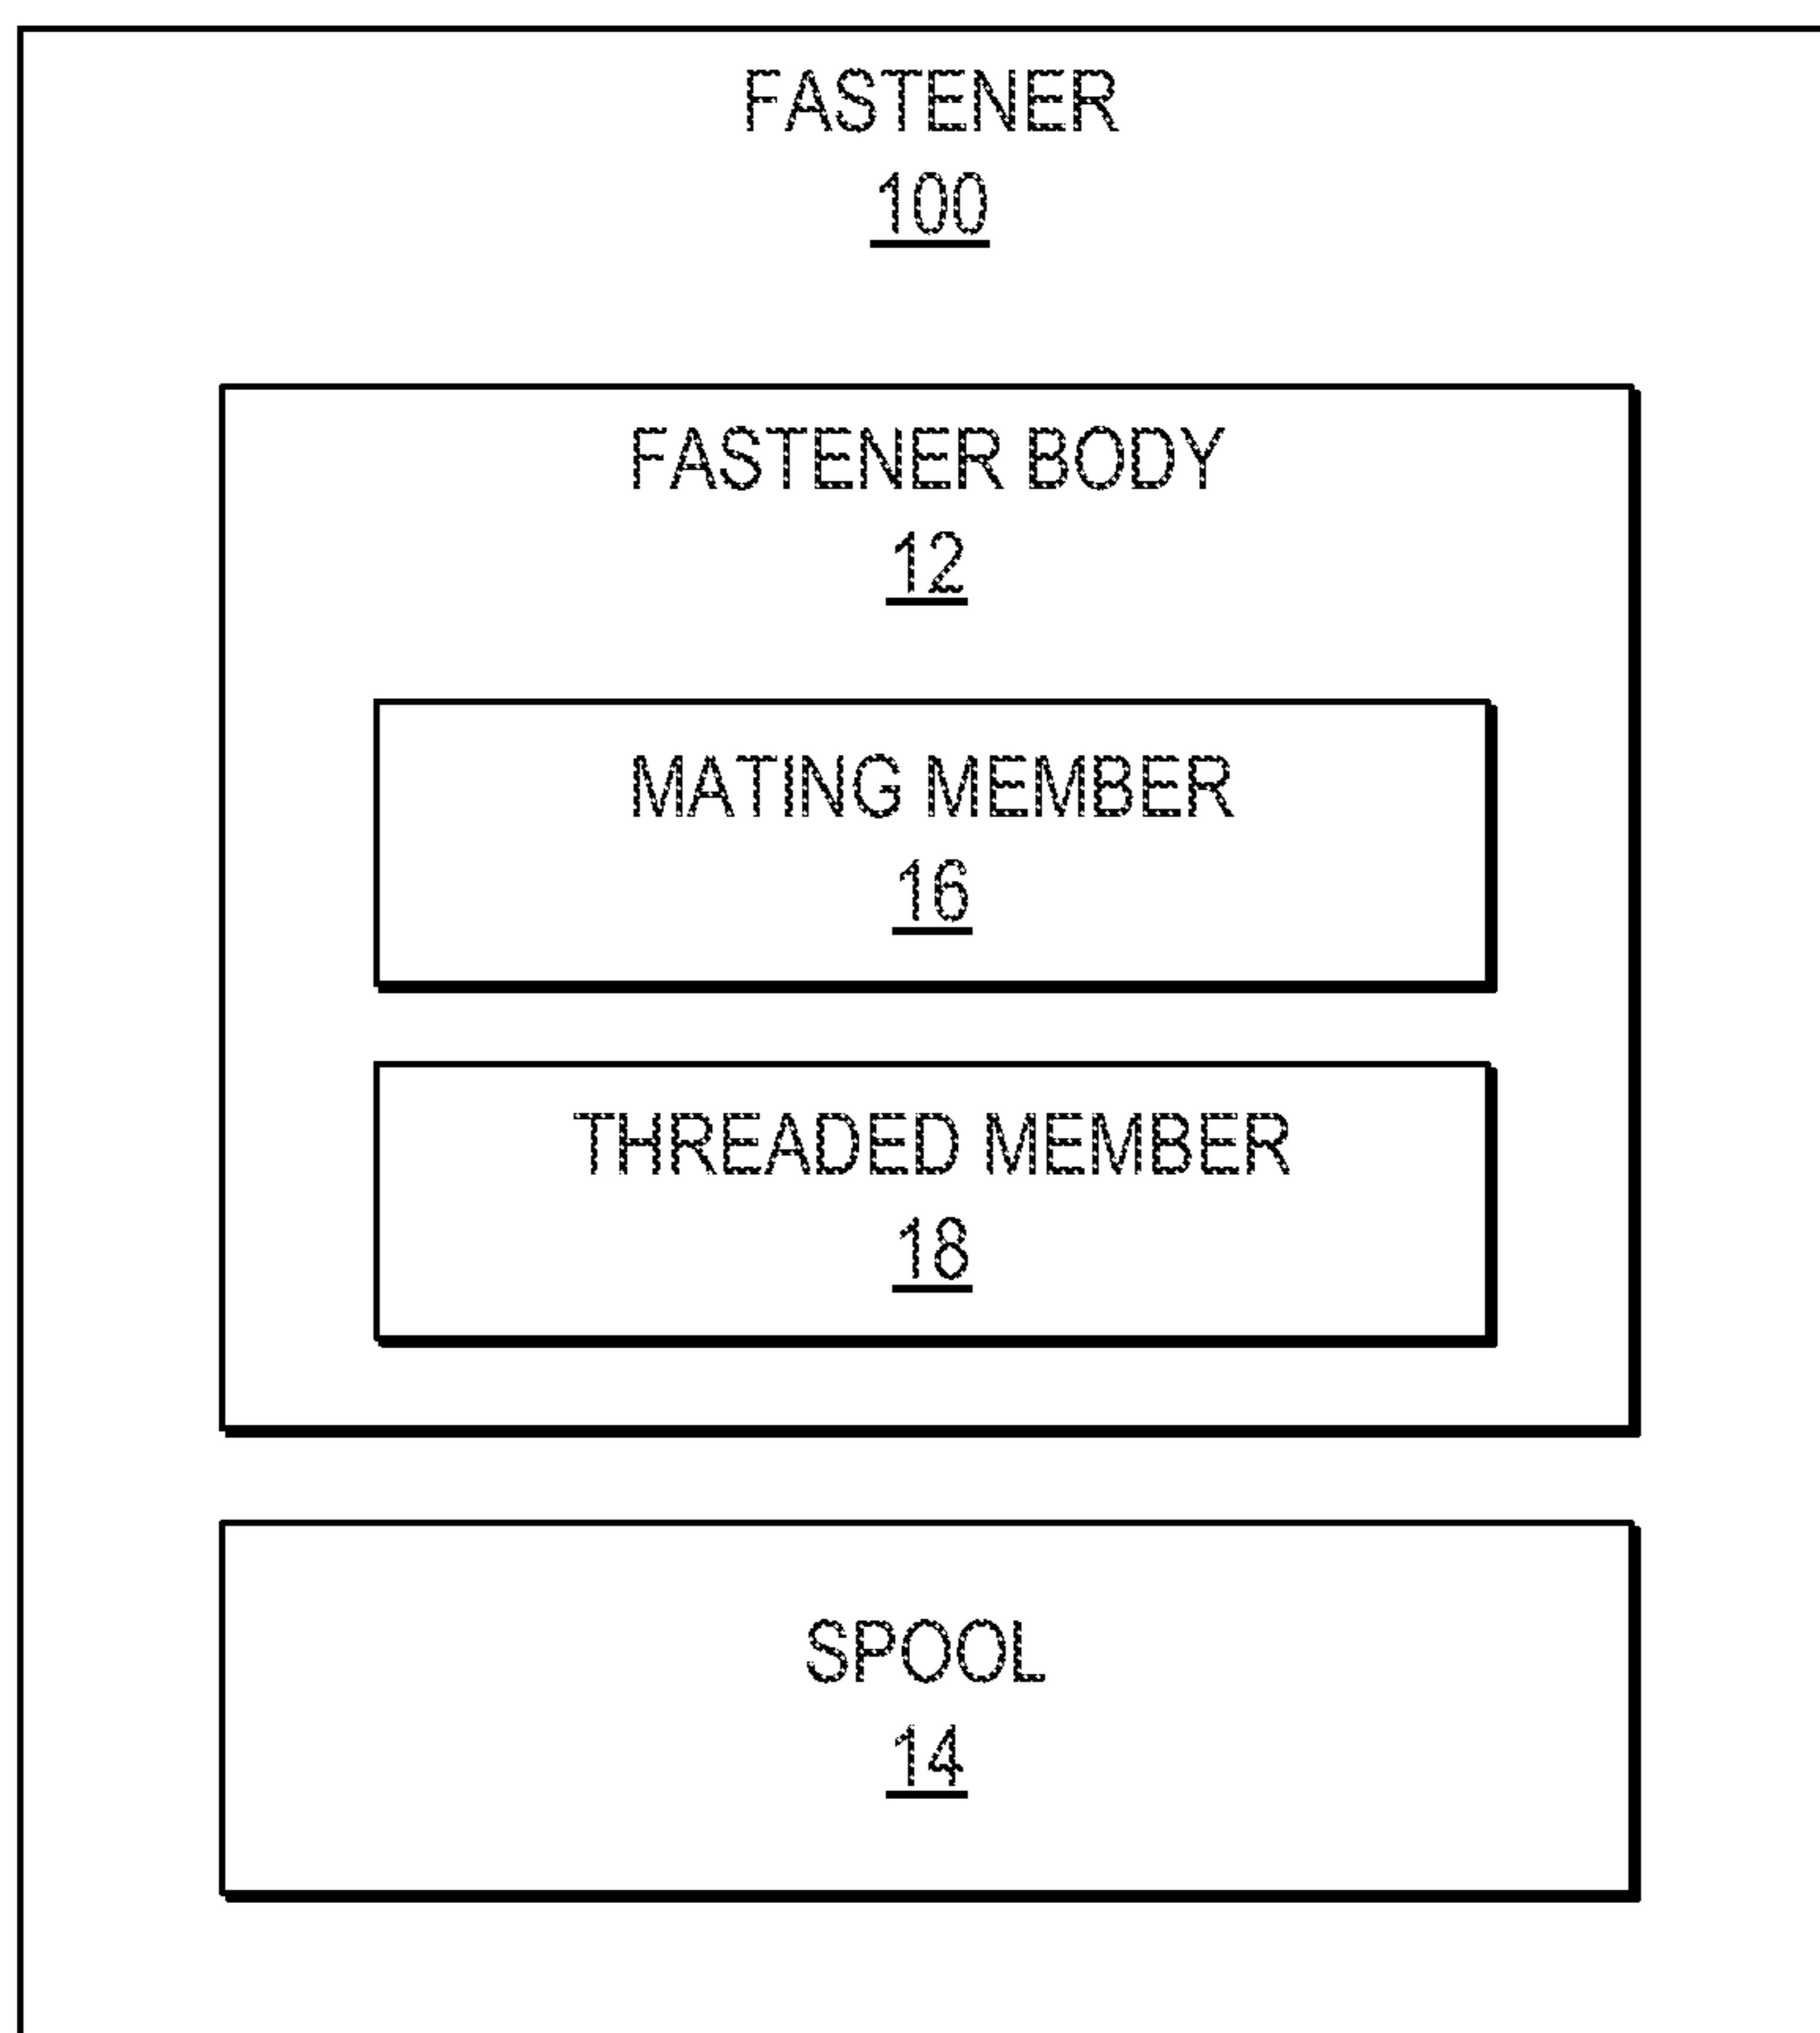 FASTENER
100
FASTENER BODY
12
MATING MEMBER
16
THREADED MEMBER
18
SPOOL
14